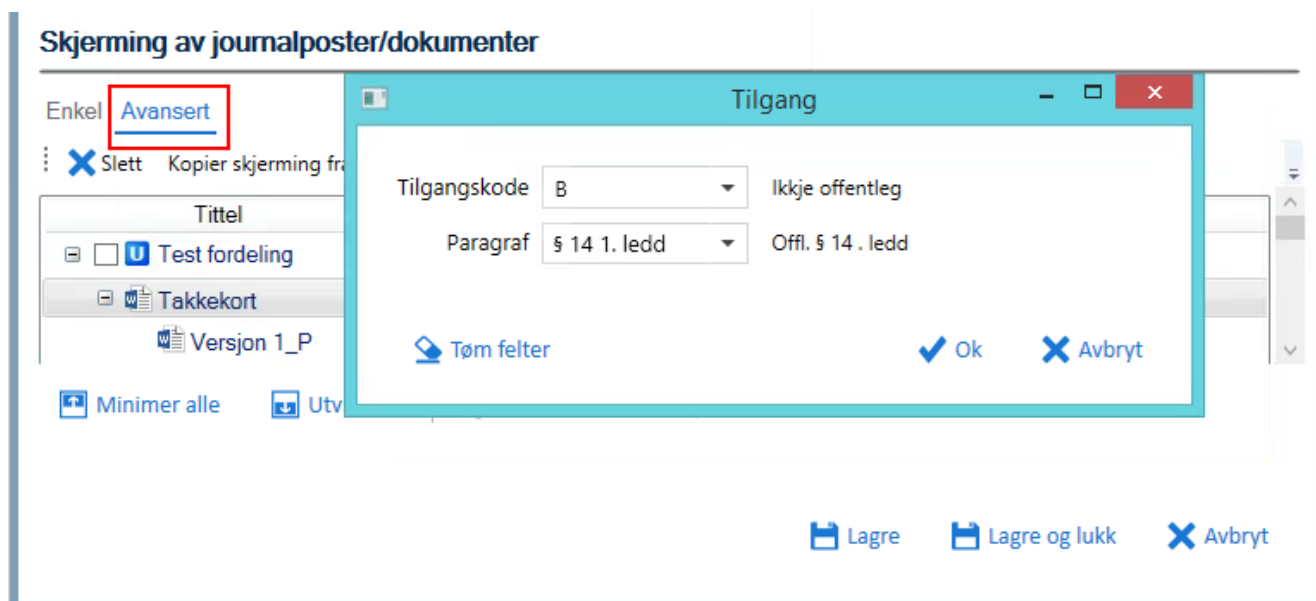 Skjerming av journalposter/dokumenter
Enkel Avansert
Slett Kopier skjerming
Tittel
Test fordeling
Takkekort
Versjon 1_P
Minimer alle
Tilgang
Tilgangskode B Ikkje offentleg
Paragraf § 14 1. ledd Offl. § 14 . ledd
Tøm felter Ok Avbryt
Lagre Lagre og lukk Avbryt